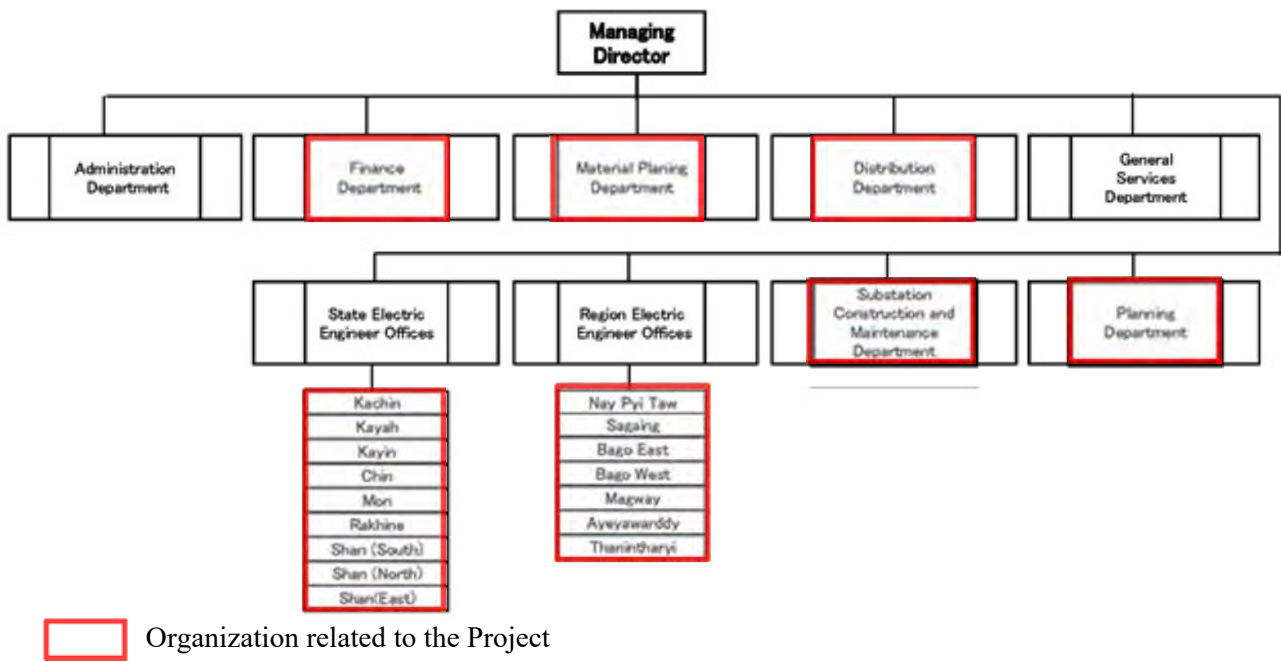 Managing
Director
Administration
Department
Finance
Department
Material Planing
Department
Distribution
Department
General
Services
Department
State Electric
Engineer Offices
Region Electric
Engineer Offices
Substation
Construction and
Maintenance
Department
Planning
Department
Kachin
Kayah
Kayin
Chin
Mon
Rakhine
Shan (South)
Shan (North)
Shan(East)
Nay Pyi Taw
Sagaing
Bago East
Bago West
Magway
Ayeyawarddy
Thanintharyi
Organization related to the Project